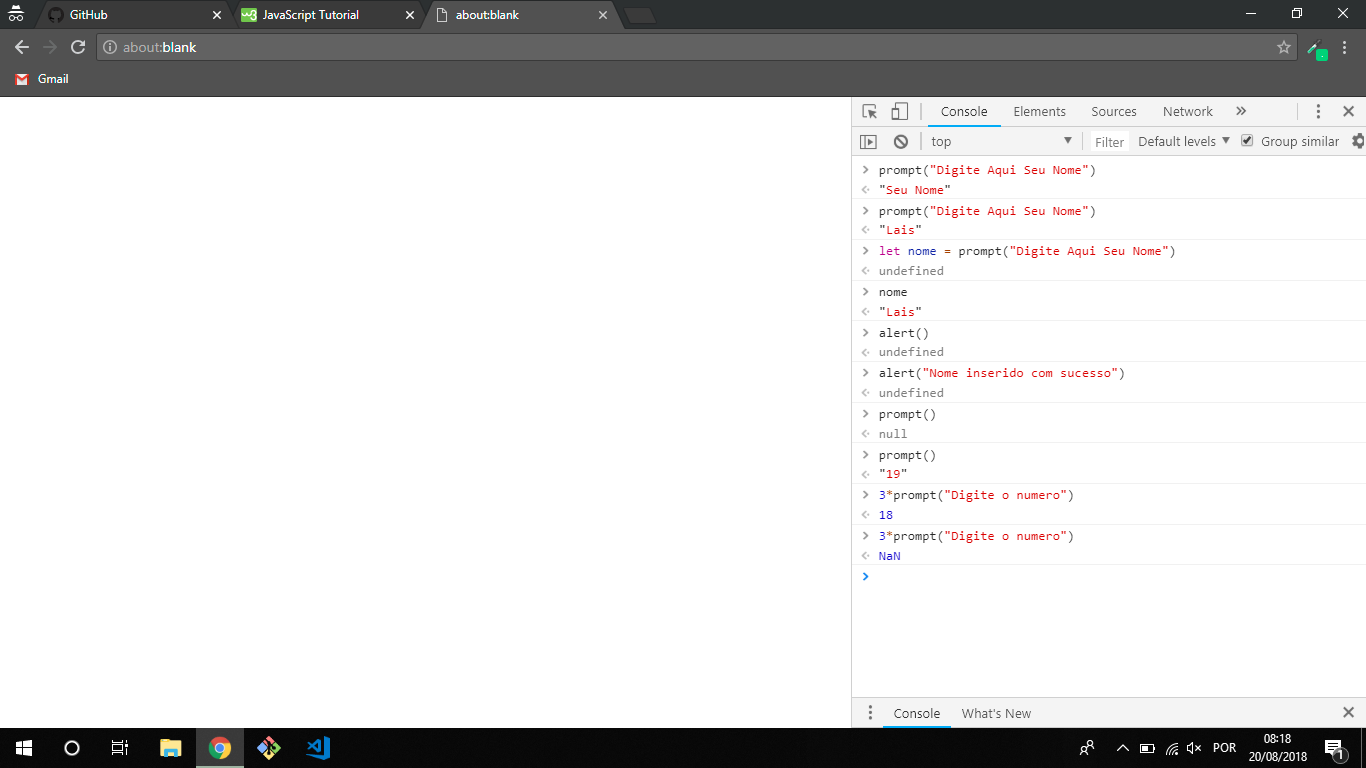 GitHub
w3 JavaScript Tutorial
about:blank
about:blank
Gmail
Console Elements Sources Network
top Filter Default levels Group similar
prompt("Digite Aqui Seu Nome")
"Seu Nome"
prompt("Digite Aqui Seu Nome")
"Lais"
let nome = prompt("Digite Aqui Seu Nome")
undefined
nome
"Lais"
alert()
undefined
alert("Nome inserido com sucesso")
undefined
prompt()
null
prompt()
"19"
3*prompt("Digite o numero")
18
3*prompt("Digite o numero")
NaN
Console What's New
POR
08:18
20/08/2018
1